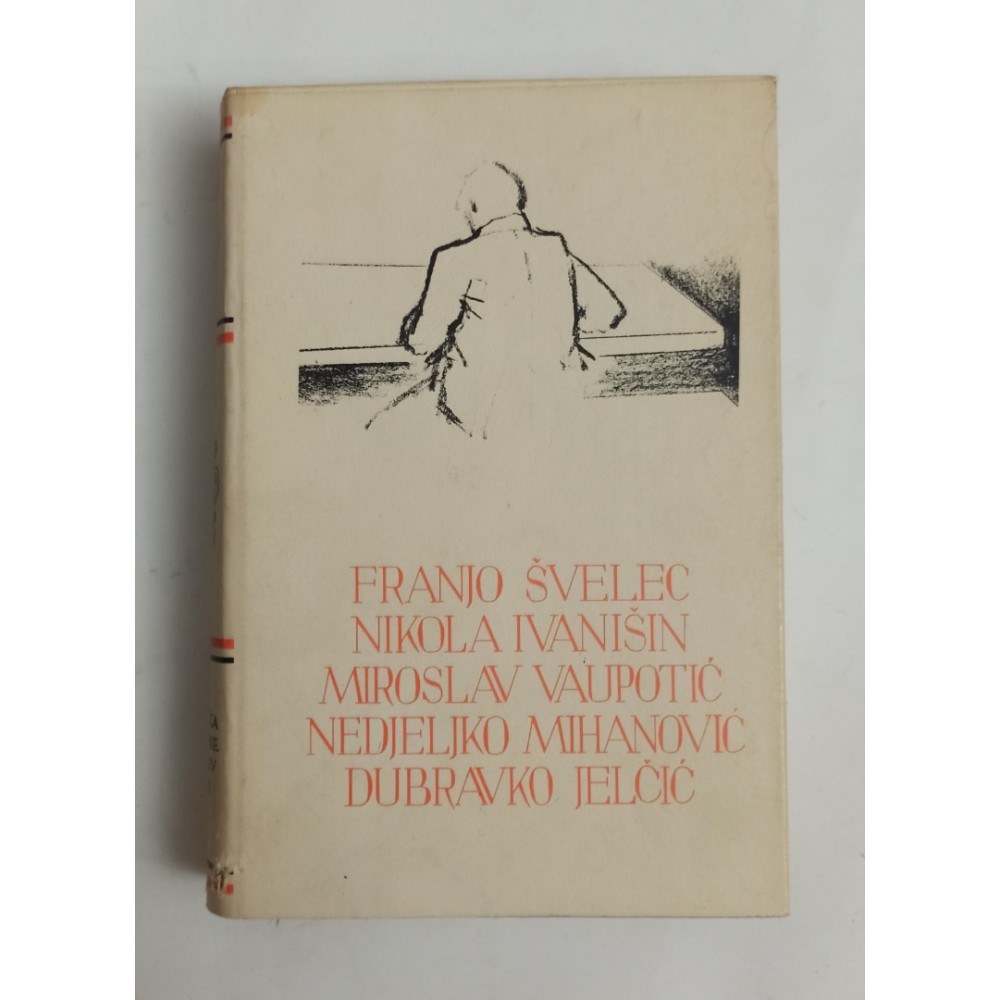 FRANJO ŠVELEC
NIKOLA IVANIŠIN
MIROSLAV VAUPOTIĆ
NEDJELJKO MIHANOVIĆ
DUBRAVKO JELČIĆ